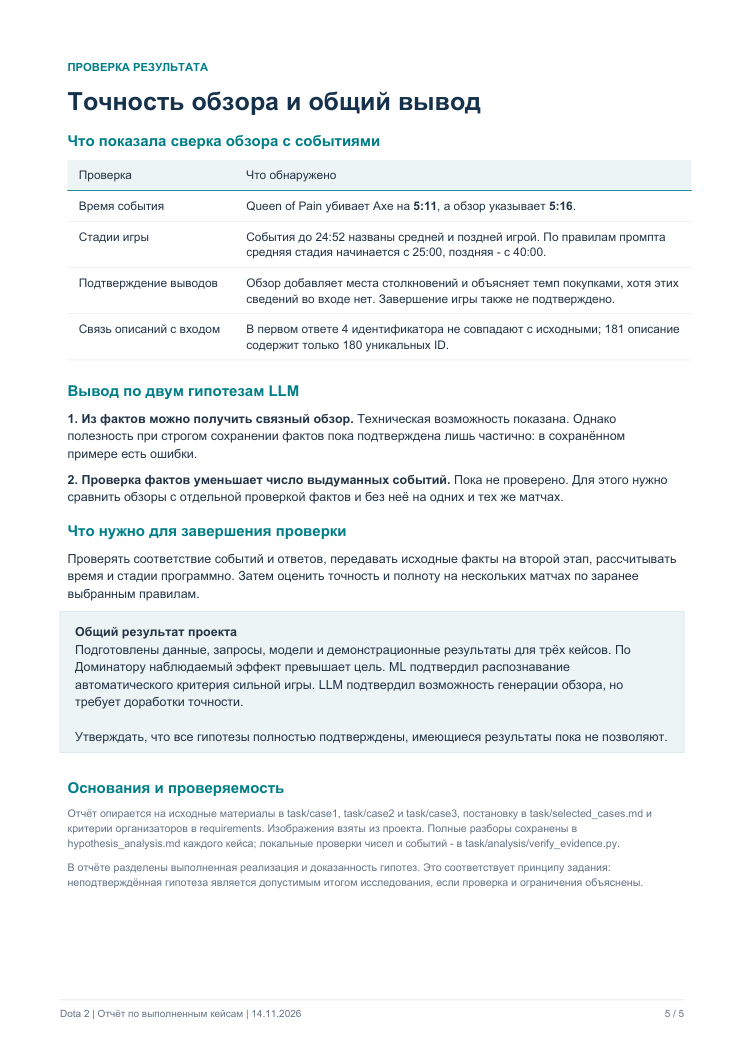 ПРОВЕРКА РЕЗУЛЬТАТА
Точность обзора и общий вывод
Что показала сверка обзора с событиями
Проверка Что обнаружено
Время события Queen of Pain убивает Axe на 5:11, а обзор указывает 5:16.
Стадии игры События до 24:52 названы средней и поздней игрой. По правилам промпта
средняя стадия начинается с 25:00, поздняя - с 40:00.
Подтверждение выводов Обзор добавляет места столкновений и объясняет темп покупками, хотя этих
сведений во входе нет. Завершение игры также не подтверждено.
Связь описаний с входом В первом ответе 4 идентификатора не совпадают с исходными; 181 описание
содержит только 180 уникальных ID.
Вывод по двум гипотезам LLM
1. Из фактов можно получить связный обзор. Техническая возможность показана. Однако
полезность при строгом сохранении фактов пока подтверждена лишь частично: в сохранённом
примере есть ошибки.
2. Проверка фактов уменьшает число выдуманных событий. Пока не проверено. Для этого нужно
сравнить обзоры с отдельной проверкой фактов и без неё на одних и тех же матчах.
Что нужно для завершения проверки
Проверять соответствие событий и ответов, передавать исходные факты на второй этап, рассчитывать
время и стадии программно. Затем оценить точность и полноту на нескольких матчах по заранее
выбранным правилам.
Общий результат проекта
Подготовлены данные, запросы, модели и демонстрационные результаты для трёх кейсов. По
Доминатору наблюдаемый эффект превышает цель. ML подтвердил распознавание
автоматического критерия сильной игры. LLM подтвердил возможность генерации обзора, но
требует доработки точности.
Утверждать, что все гипотезы полностью подтверждены, имеющиеся результаты пока не позволяют.
Основания и проверяемость
Отчёт опирается на исходные материалы в task/case1, task/case2 и task/case3, постановку в task/selected_cases.md и
критерии организаторов в requirements. Изображения взяты из проекта. Полные разборы сохранены в
hypothesis_analysis.md каждого кейса; локальные проверки чисел и событий - в task/analysis/verify_evidence.py.
В отчёте разделены выполненная реализация и доказанность гипотез. Это соответствует принципу задания:
неподтверждённая гипотеза является допустимым итогом исследования, если проверка и ограничения объяснены.
Dota 2 | Отчёт по выполненным кейсам | 14.11.2026 5 / 5